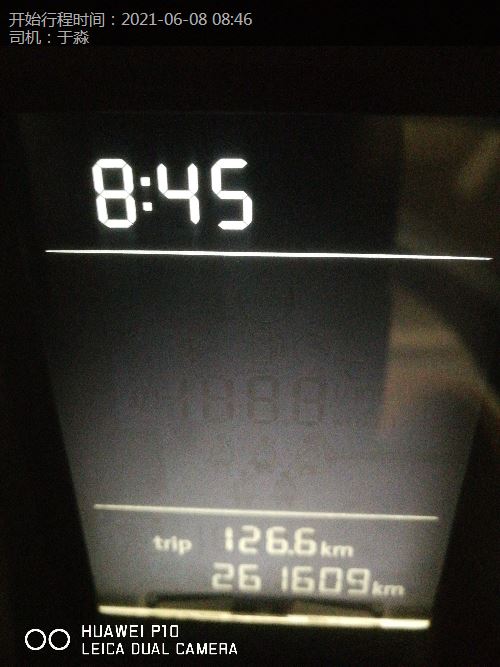 开始行程时间：2021-06-08 08:46
司机：于淼
8:45
trip 126.6km
261609km
HUAWEI P10
LEICA DUAL CAMERA